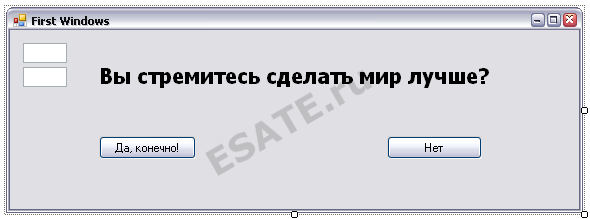 First Windows
Вы стремитесь сделать мир лучше?
ESATE.ru
Да, конечно!
Нет